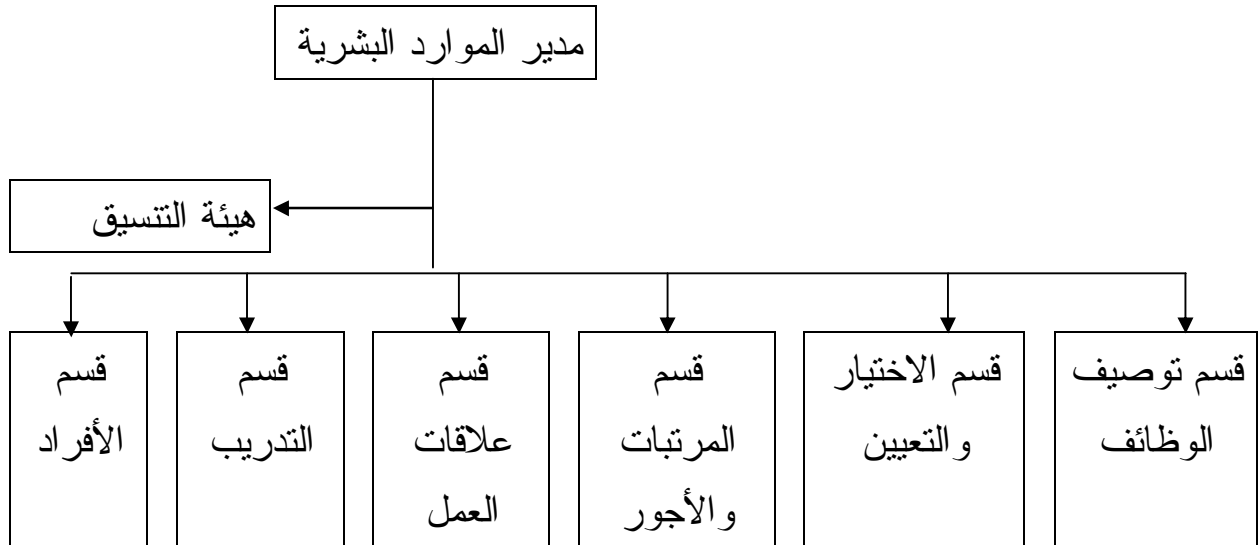 مدير الموارد البشرية
هيئة التنسيق
قسم توصيف
الوظائف
قسم الاختيار
والتعيين
قسم
المرتبات
والأجور
قسم
علاقات
العمل
قسم
التدريب
قسم
الأفراد